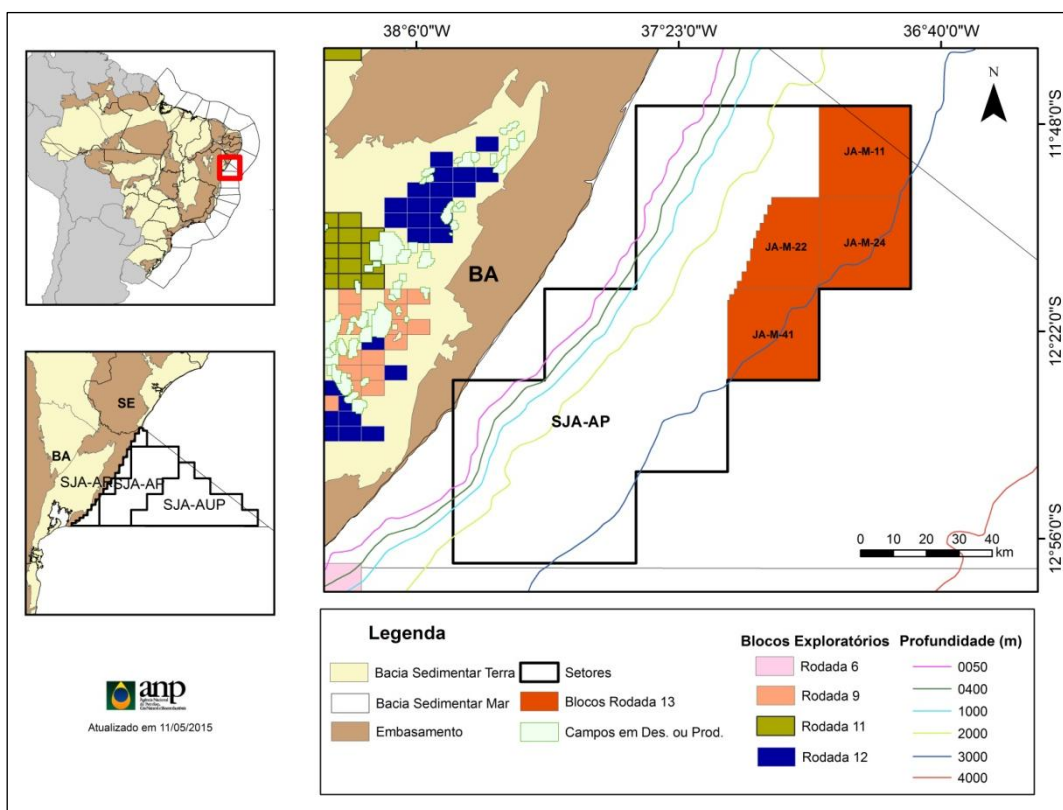 38°6'0"W
37°23'0"W
36°40'0"W
N
11°48'0"S
12°22'0"S
12°56'0"S
JA-M-11
JA-M-22
JA-M-24
JA-M-41
BA
SJA-AP
0 10 20 30 40
km
SE
BA
SJA-AP
SJA-AUP
anp
Atualizado em 11/05/2015
Legenda
Bacia Sedimentar Terra
Bacia Sedimentar Mar
Embasamento
Setores
Blocos Rodada 13
Campos em Des. ou Prod.
Blocos Exploratórios
Rodada 6
Rodada 9
Rodada 11
Rodada 12
Profundidade (m)
0050
0400
1000
2000
3000
4000